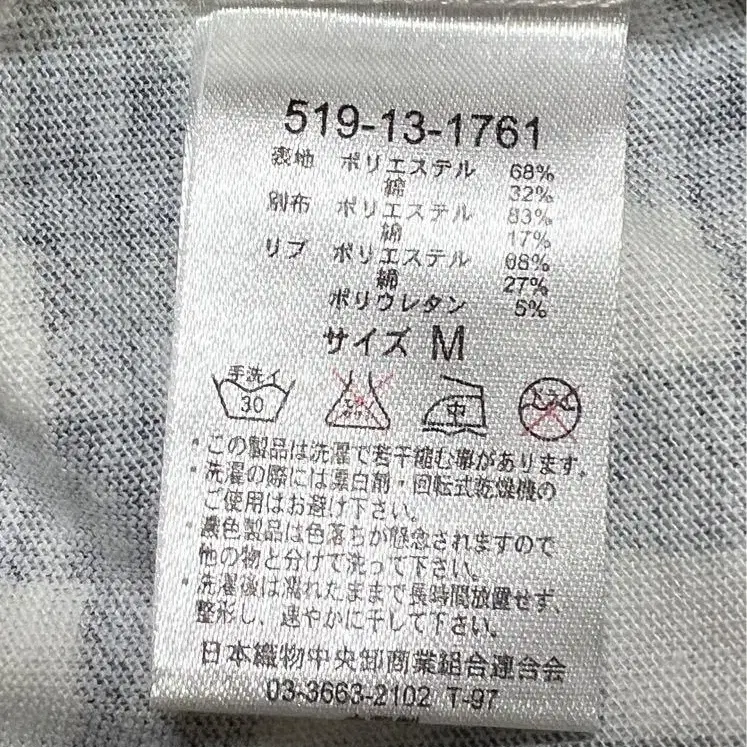 519-13-1761
表地 ポリエステル 68%
綿 32%
別布 ポリエステル 83%
綿 17%
リブ ポリエステル 68%
綿 27%
ポリウレタン 5%
サイズ M
手洗イ 30 中 ドライ
・この製品は洗濯で若干縮む事があります。
・洗濯の際には漂白剤・回転式乾燥機の
ご使用はお避け下さい。
・濃色製品は色落ちが懸念されますので
他の物と分けて洗って下さい。
・洗濯後は濡れたままで長時間放置せず、
整形し、速やかに干して下さい。
日本織物中央卸商業組合連合会
03-3663-2102 T-97